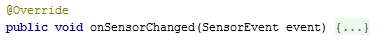 @Override
public void onSensorChanged(SensorEvent event) {...}